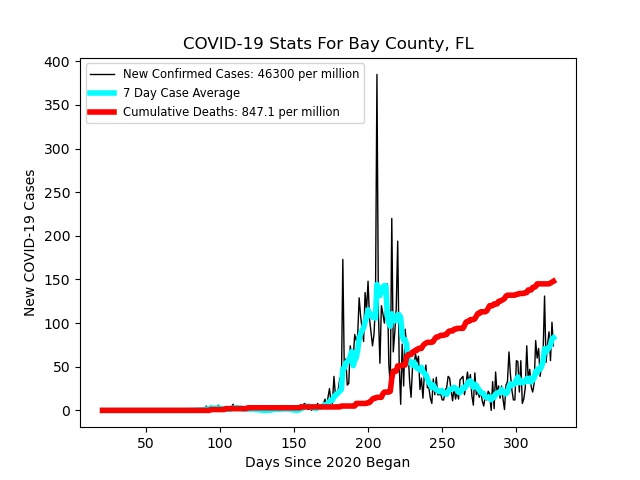 COVID-19 Stats For Bay County, FL
New Confirmed Cases: 46300 per million
7 Day Case Average
Cumulative Deaths: 847.1 per million
New COVID-19 Cases
400
350
300
250
200
150
100
50
0
50 100 150 200 250 300
Days Since 2020 Began